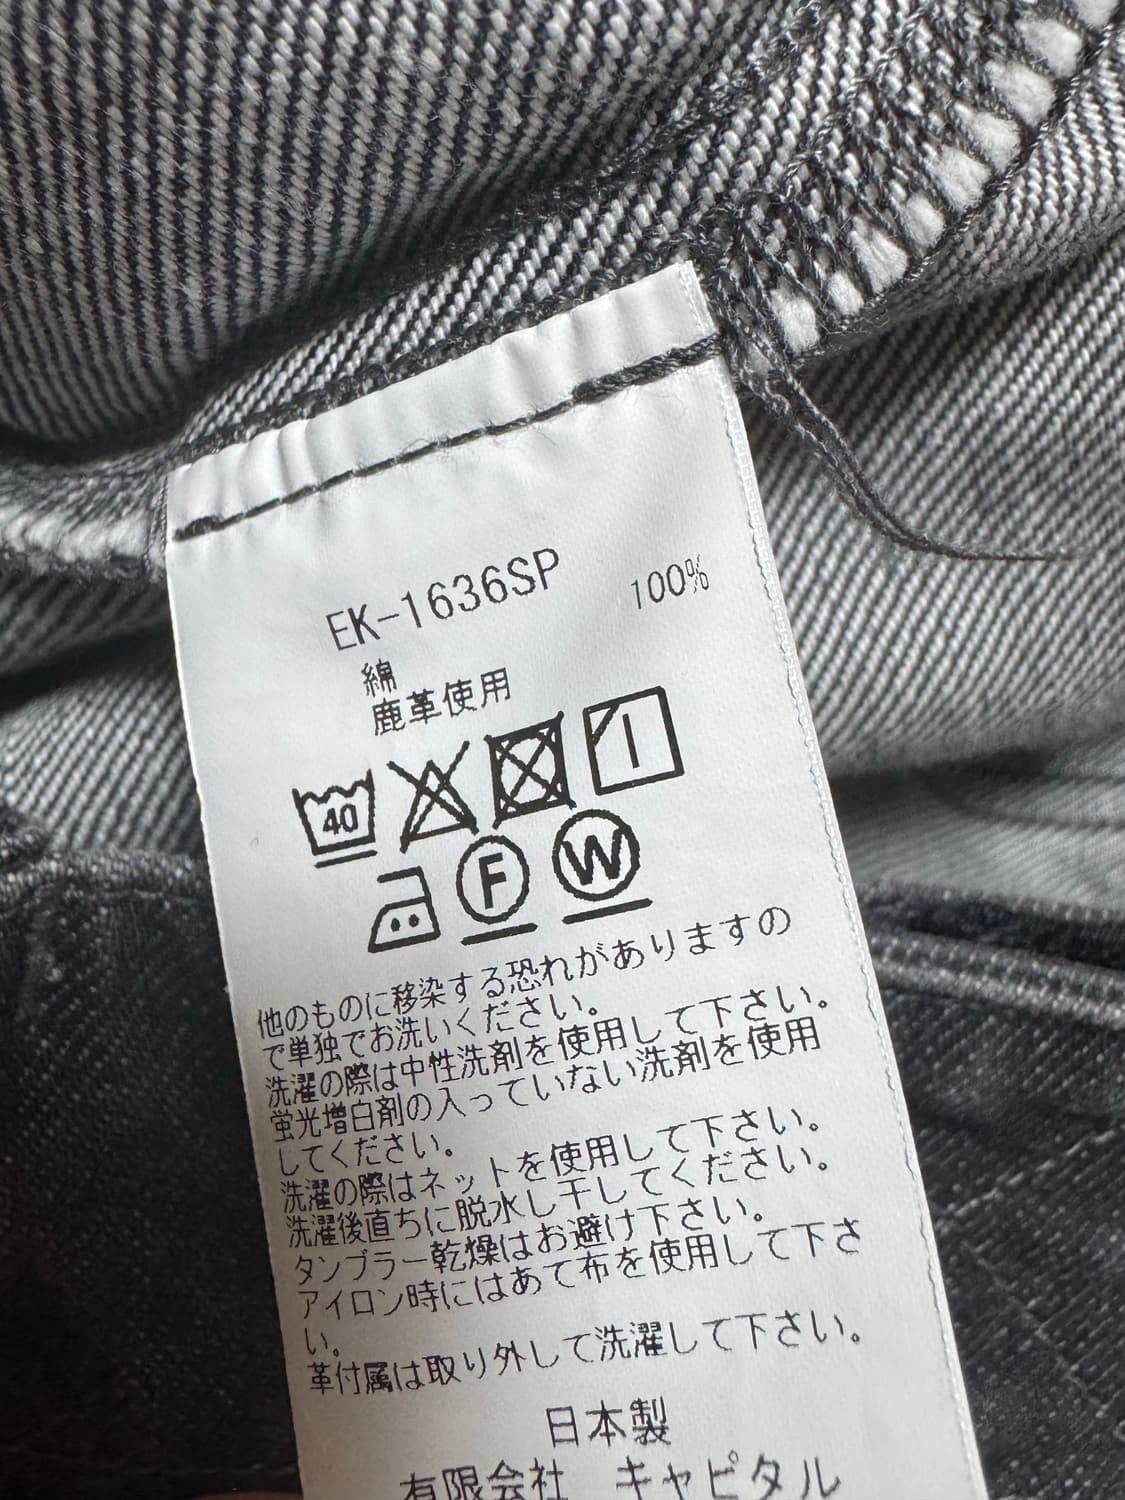 EK-1636SP
綿 100%
鹿革使用
40
F W
他のものに移染する恐れがありますの
で単独でお洗いください。
洗濯の際は中性洗剤を使用して下さい。
蛍光増白剤の入っていない洗剤を使用
してください。
洗濯の際はネットを使用して下さい。
洗濯後直ちに脱水し干してください。
タンブラー乾燥はお避け下さい。
アイロン時にはあて布を使用して下さ
い。
革付属は取り外して洗濯して下さい。
日本製
有限会社 キャピタル